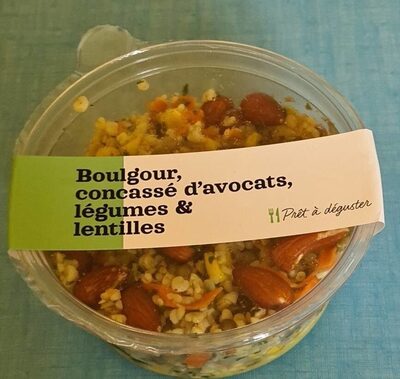 Boulgour,
concassé d'avocats,
légumes &
lentilles
Prêt à déguster